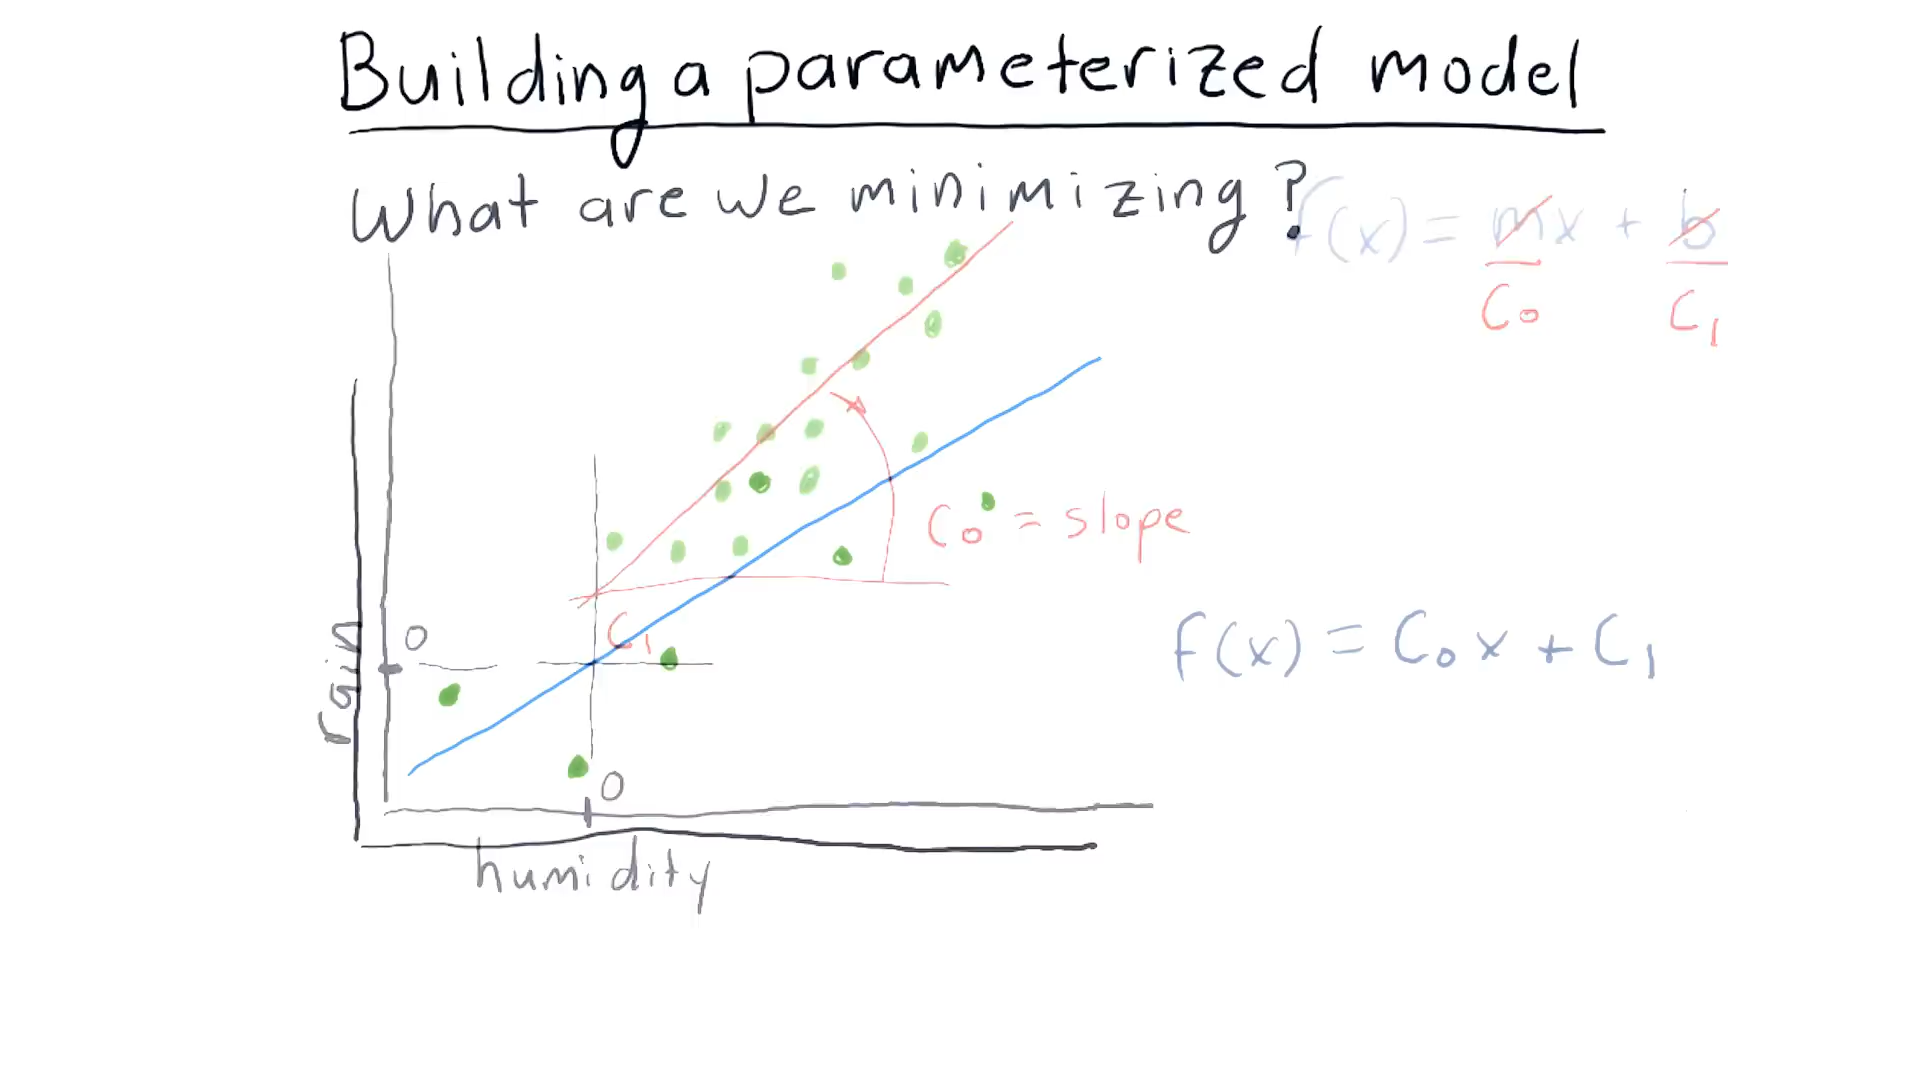 Building a parameterized model
What are we minimizing?
f(x) = mx + b
C0 C1
C0 = slope
C1
f(x) = C0x + C1
0
rain
0
humidity